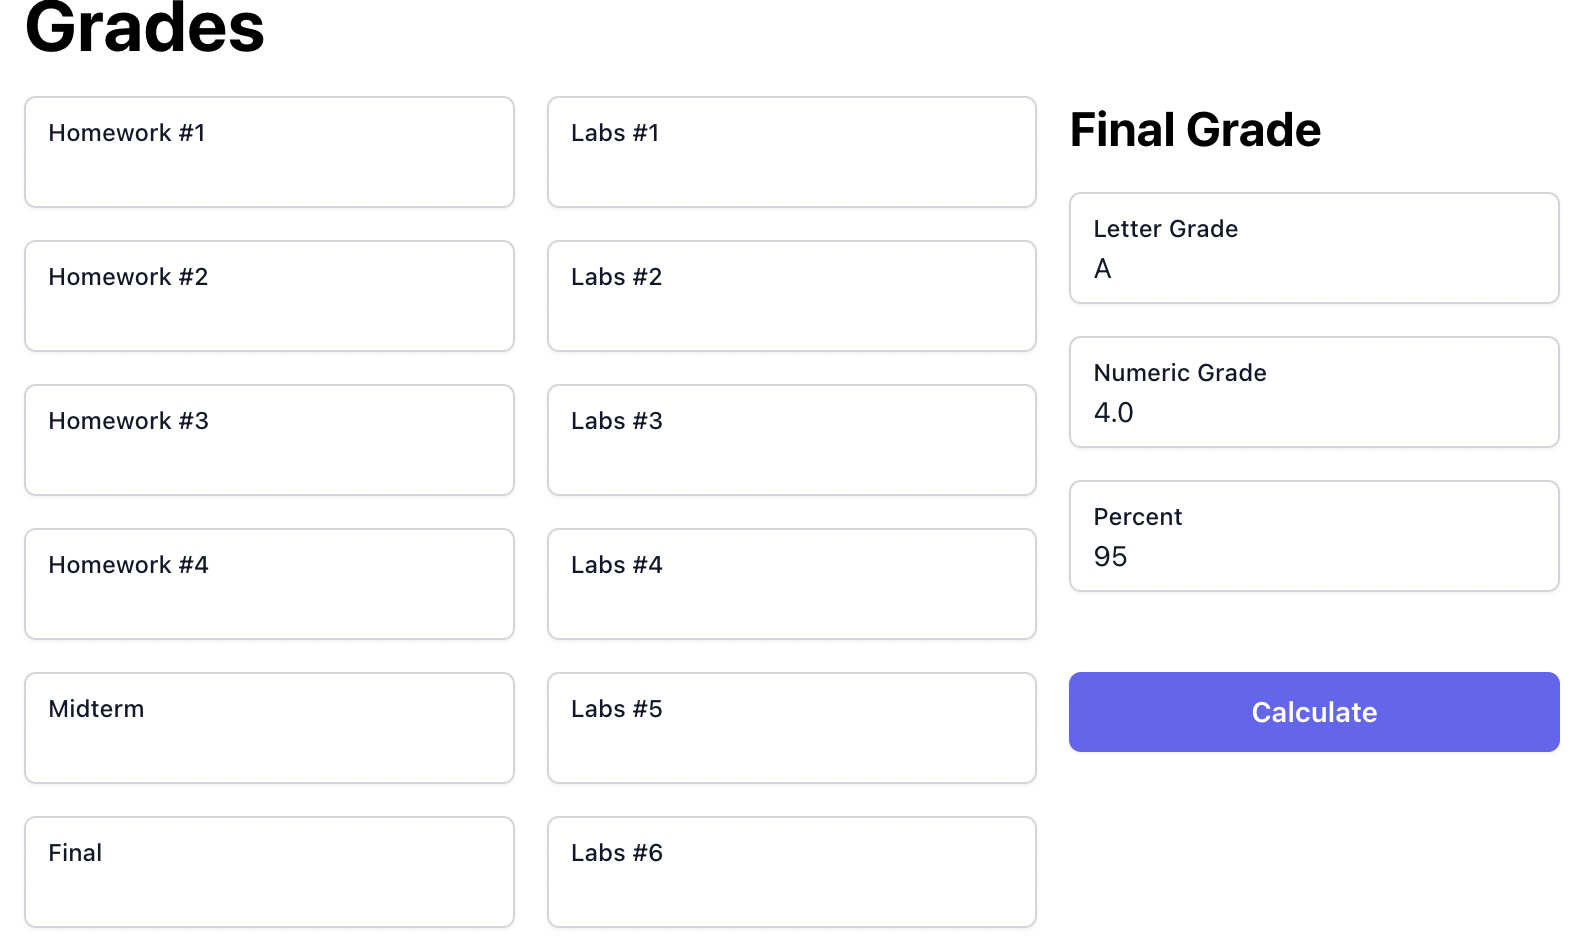 Grades
Homework #1
Homework #2
Homework #3
Homework #4
Midterm
Final
Labs #1
Labs #2
Labs #3
Labs #4
Labs #5
Labs #6
Final Grade
Letter Grade
A
Numeric Grade
4.0
Percent
95
Calculate